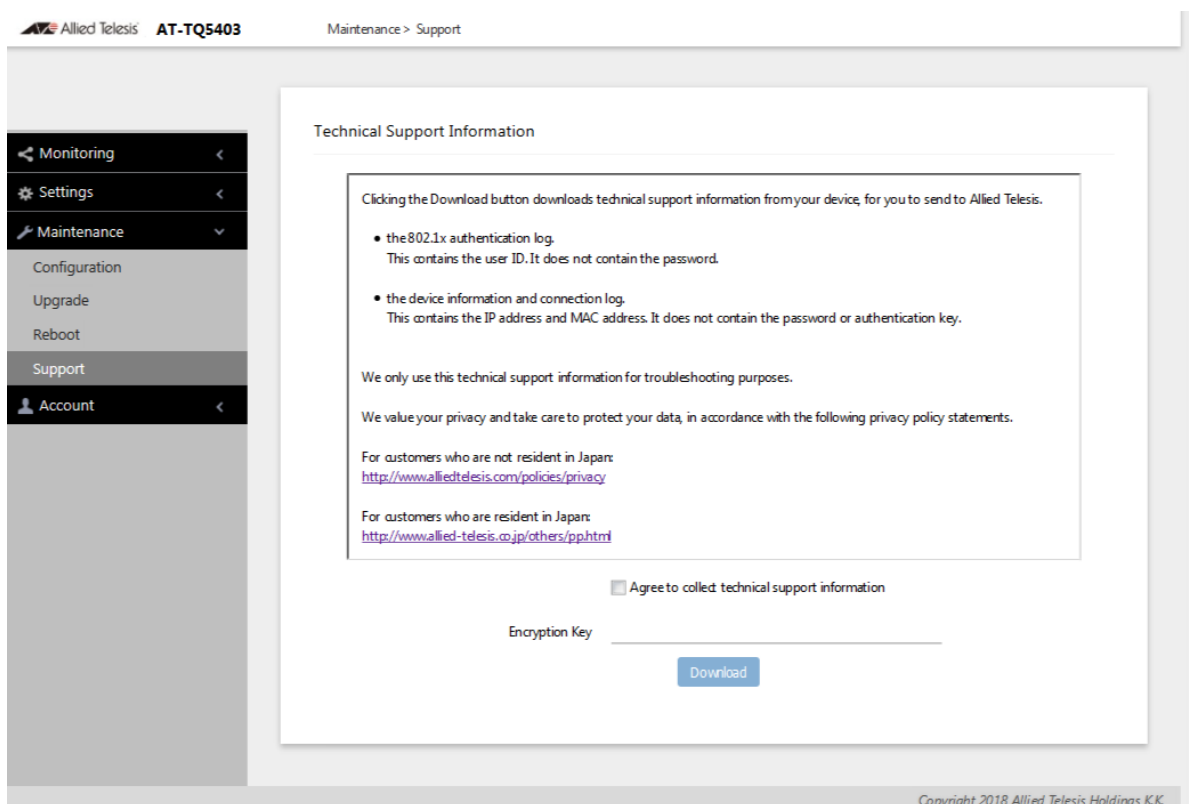 Allied Telesis AT-TQ5403 Maintenance > Support
Monitoring
Settings
Maintenance
Configuration
Upgrade
Reboot
Support
Account
Technical Support Information
Clicking the Download button downloads technical support information from your device, for you to send to Allied Telesis.
• the 802.1x authentication log.
This contains the user ID. It does not contain the password.
• the device information and connection log.
This contains the IP address and MAC address. It does not contain the password or authentication key.
We only use this technical support information for troubleshooting purposes.
We value your privacy and take care to protect your data, in accordance with the following privacy policy statements.
For customers who are not resident in Japan:
http://www.alliedtelesis.com/policies/privacy
For customers who are resident in Japan:
http://www.allied-telesis.co.jp/others/pp.html
Agree to collect technical support information
Encryption Key
Download
Copyright 2018 Allied Telesis Holdings K.K.